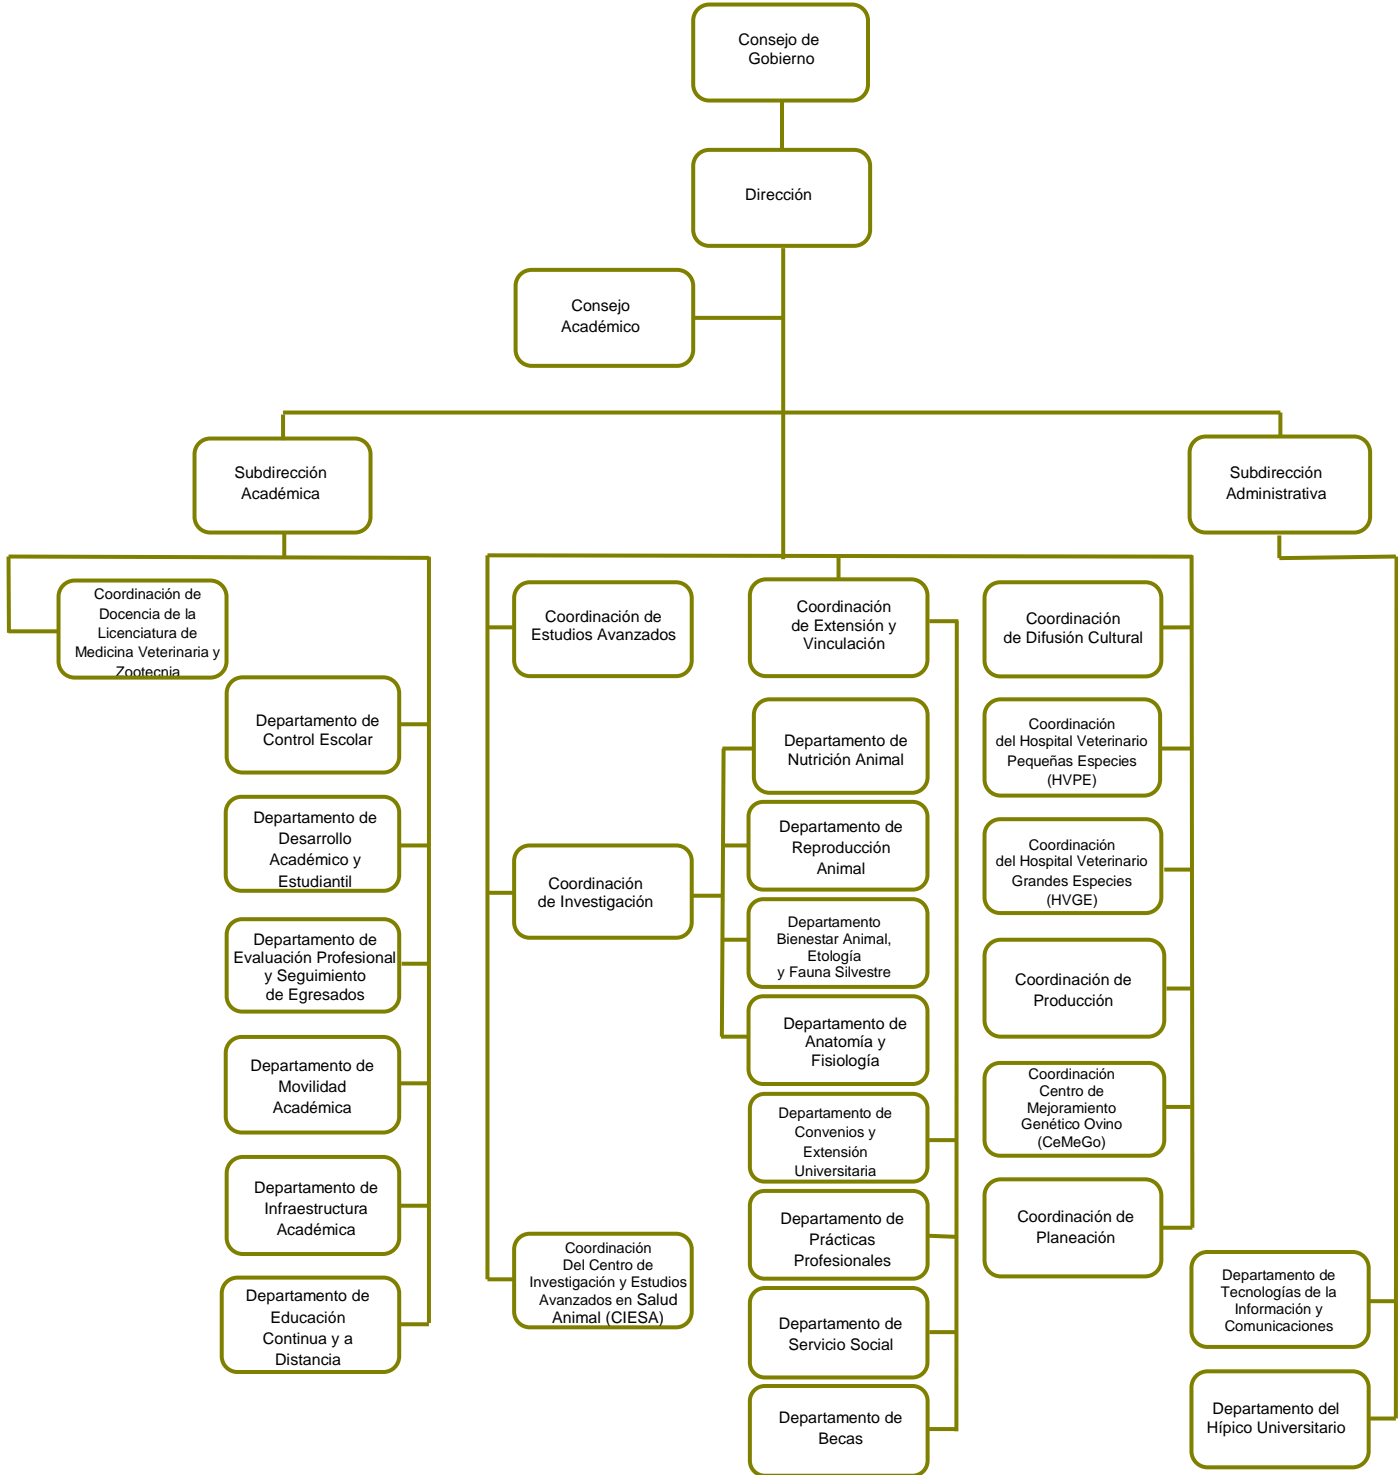 Consejo de
Gobierno
Dirección
Consejo
Académico
Subdirección
Académica
Subdirección
Administrativa
Coordinación de
Docencia de la
Licenciatura de
Medicina Veterinaria y
Zootecnia
Departamento de
Control Escolar
Departamento de
Desarrollo
Académico y
Estudiantil
Departamento de
Evaluación Profesional
y Seguimiento
de Egresados
Departamento de
Movilidad
Académica
Departamento de
Infraestructura
Académica
Departamento de
Educación
Continua y a
Distancia
Coordinación de
Estudios Avanzados
Coordinación
de Investigación
Coordinación
Del Centro de
Investigación y Estudios
Avanzados en Salud
Animal (CIESA)
Coordinación
de Extensión y
Vinculación
Departamento de
Nutrición Animal
Departamento de
Reproducción
Animal
Departamento
Bienestar Animal,
Etología
y Fauna Silvestre
Departamento de
Anatomía y
Fisiología
Departamento de
Convenios y
Extensión
Universitaria
Departamento de
Prácticas
Profesionales
Departamento de
Servicio Social
Departamento de
Becas
Coordinación
de Difusión Cultural
Coordinación
del Hospital Veterinario
Pequeñas Especies
(HVPE)
Coordinación
del Hospital Veterinario
Grandes Especies
(HVGE)
Coordinación de
Producción
Coordinación
Centro de
Mejoramiento
Genético Ovino
(CeMeGo)
Coordinación de
Planeación
Departamento de
Tecnologías de la
Información y
Comunicaciones
Departamento del
Hípico Universitario